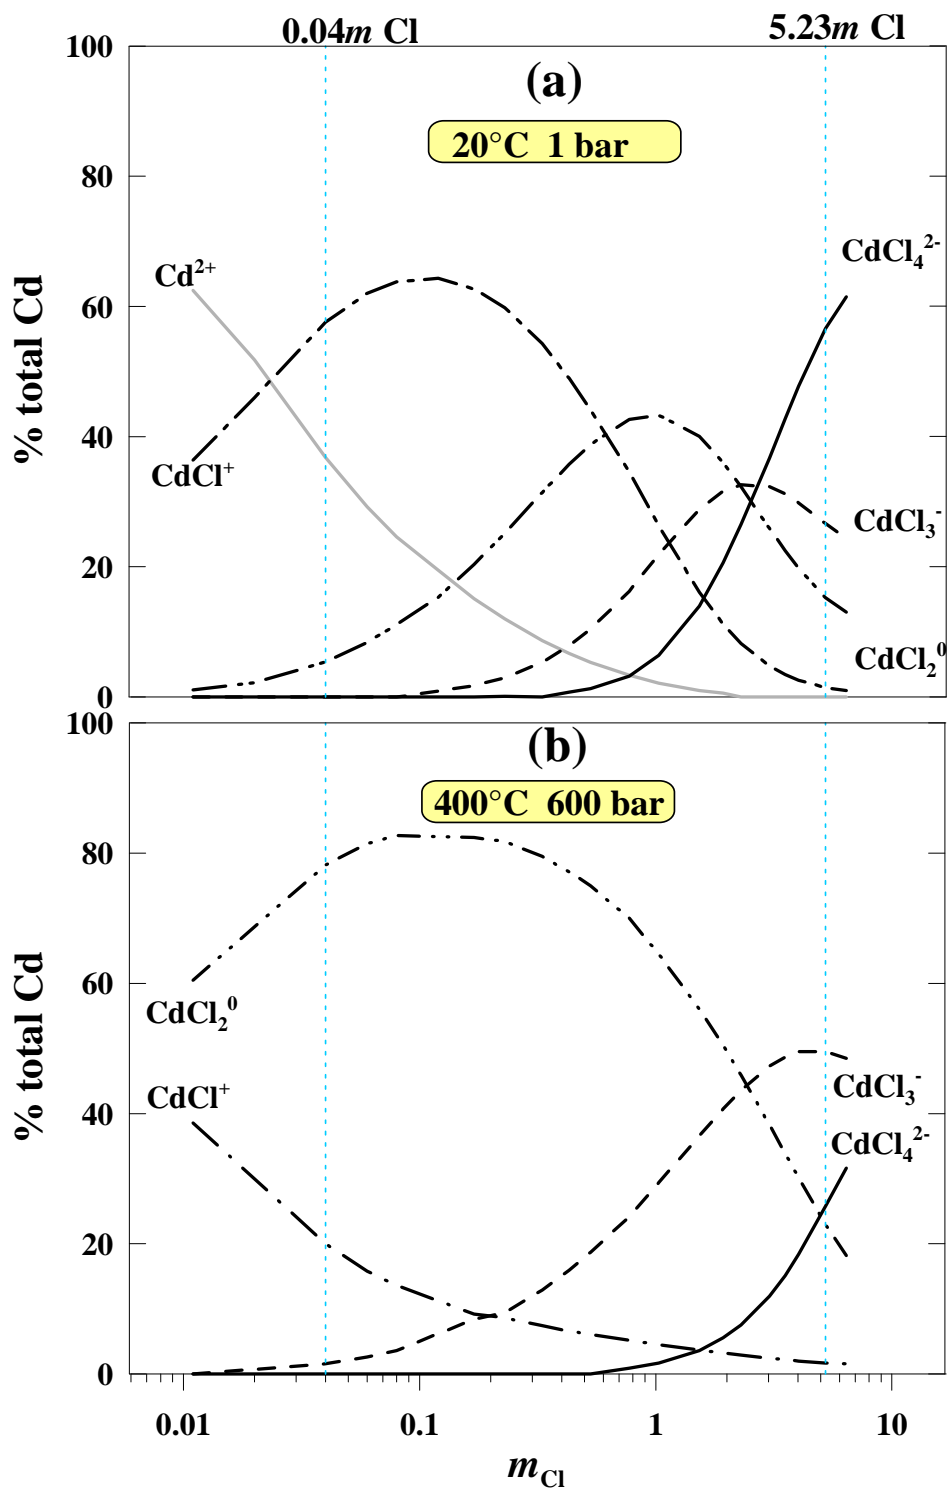 0.04m Cl 5.23m Cl
100
(a)
20°C 1 bar
80
CdCl₄²⁻
Cd²⁺
60
% total Cd
40
CdCl⁺
CdCl₃⁻
20
CdCl₂⁰
0
100
(b)
400°C 600 bar
80
60
CdCl₂⁰
% total Cd
CdCl⁺
CdCl₃⁻
40
CdCl₄²⁻
20
0
0.01 0.1 1 10
m_Cl